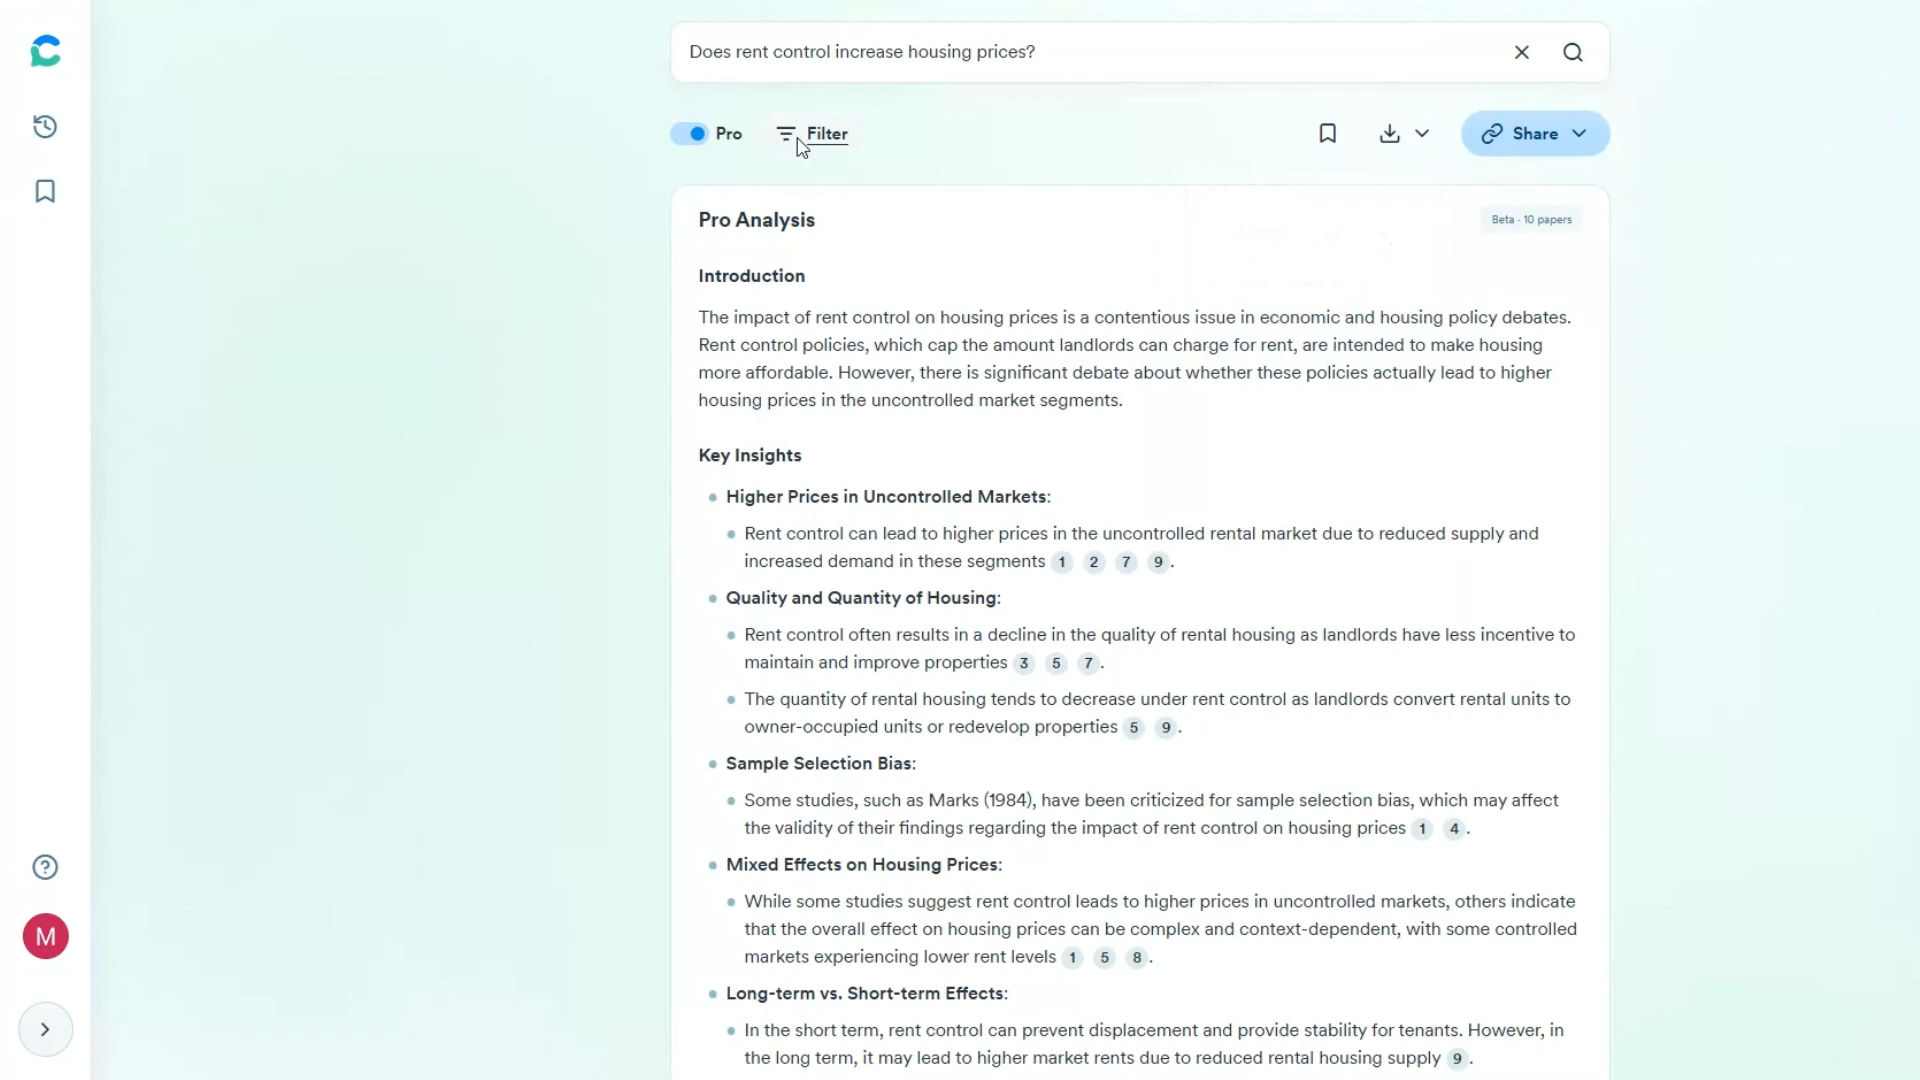 Does rent control increase housing prices?
Pro
Filter
Share
Pro Analysis
Beta · 10 papers
Introduction
The impact of rent control on housing prices is a contentious issue in economic and housing policy debates.
Rent control policies, which cap the amount landlords can charge for rent, are intended to make housing
more affordable. However, there is significant debate about whether these policies actually lead to higher
housing prices in the uncontrolled market segments.
Key Insights
Higher Prices in Uncontrolled Markets:
Rent control can lead to higher prices in the uncontrolled rental market due to reduced supply and
increased demand in these segments 1 2 7 9.
Quality and Quantity of Housing:
Rent control often results in a decline in the quality of rental housing as landlords have less incentive to
maintain and improve properties 3 5 7.
The quantity of rental housing tends to decrease under rent control as landlords convert rental units to
owner-occupied units or redevelop properties 5 9.
Sample Selection Bias:
Some studies, such as Marks (1984), have been criticized for sample selection bias, which may affect
the validity of their findings regarding the impact of rent control on housing prices 1 4.
Mixed Effects on Housing Prices:
While some studies suggest rent control leads to higher prices in uncontrolled markets, others indicate
that the overall effect on housing prices can be complex and context-dependent, with some controlled
markets experiencing lower rent levels 1 5 8.
M
Long-term vs. Short-term Effects:
In the short term, rent control can prevent displacement and provide stability for tenants. However, in
the long term, it may lead to higher market rents due to reduced rental housing supply 9.